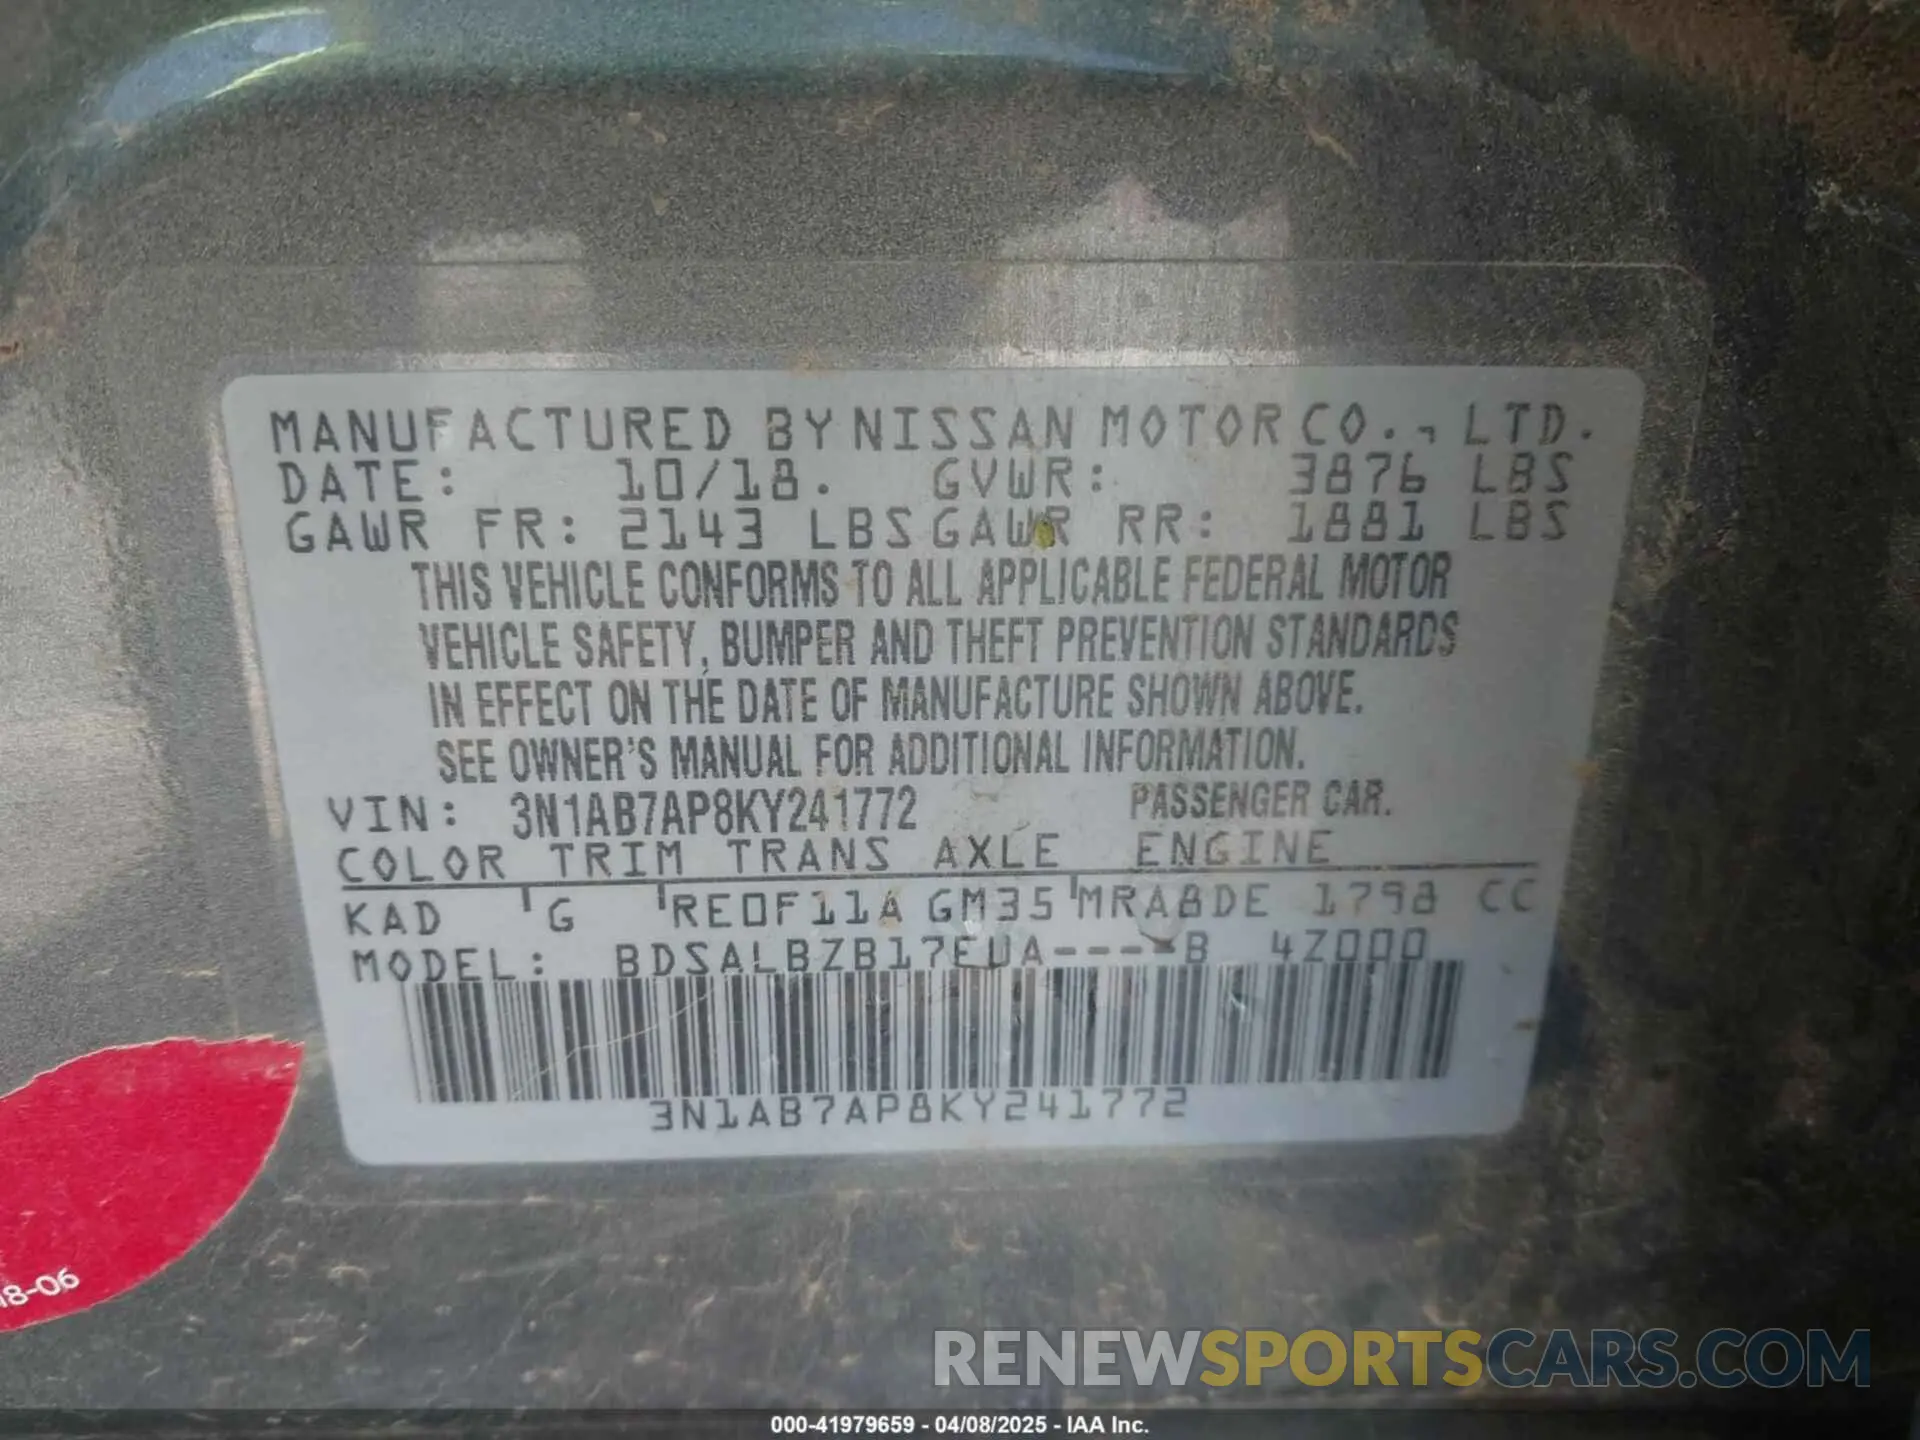 MANUFACTURED BY NISSAN MOTOR CO., LTD.
DATE: 10/18. GVWR: 3876 LBS
GAWR FR: 2143 LBS GAWR RR: 1881 LBS
THIS VEHICLE CONFORMS TO ALL APPLICABLE FEDERAL MOTOR
VEHICLE SAFETY, BUMPER AND THEFT PREVENTION STANDARDS
IN EFFECT ON THE DATE OF MANUFACTURE SHOWN ABOVE.
SEE OWNER'S MANUAL FOR ADDITIONAL INFORMATION.
VIN: 3N1AB7AP8KY241772 PASSENGER CAR.
COLOR TRIM TRANS AXLE ENGINE
KAD G RE0F11A GM35 MRA8DE 1798 CC
MODEL: BDSALBZB17EUA----B 4Z000
3N1AB7AP8KY241772
18-06
RENEWSPORTSCARS.COM
000-41979659 - 04/08/2025 - IAA Inc.